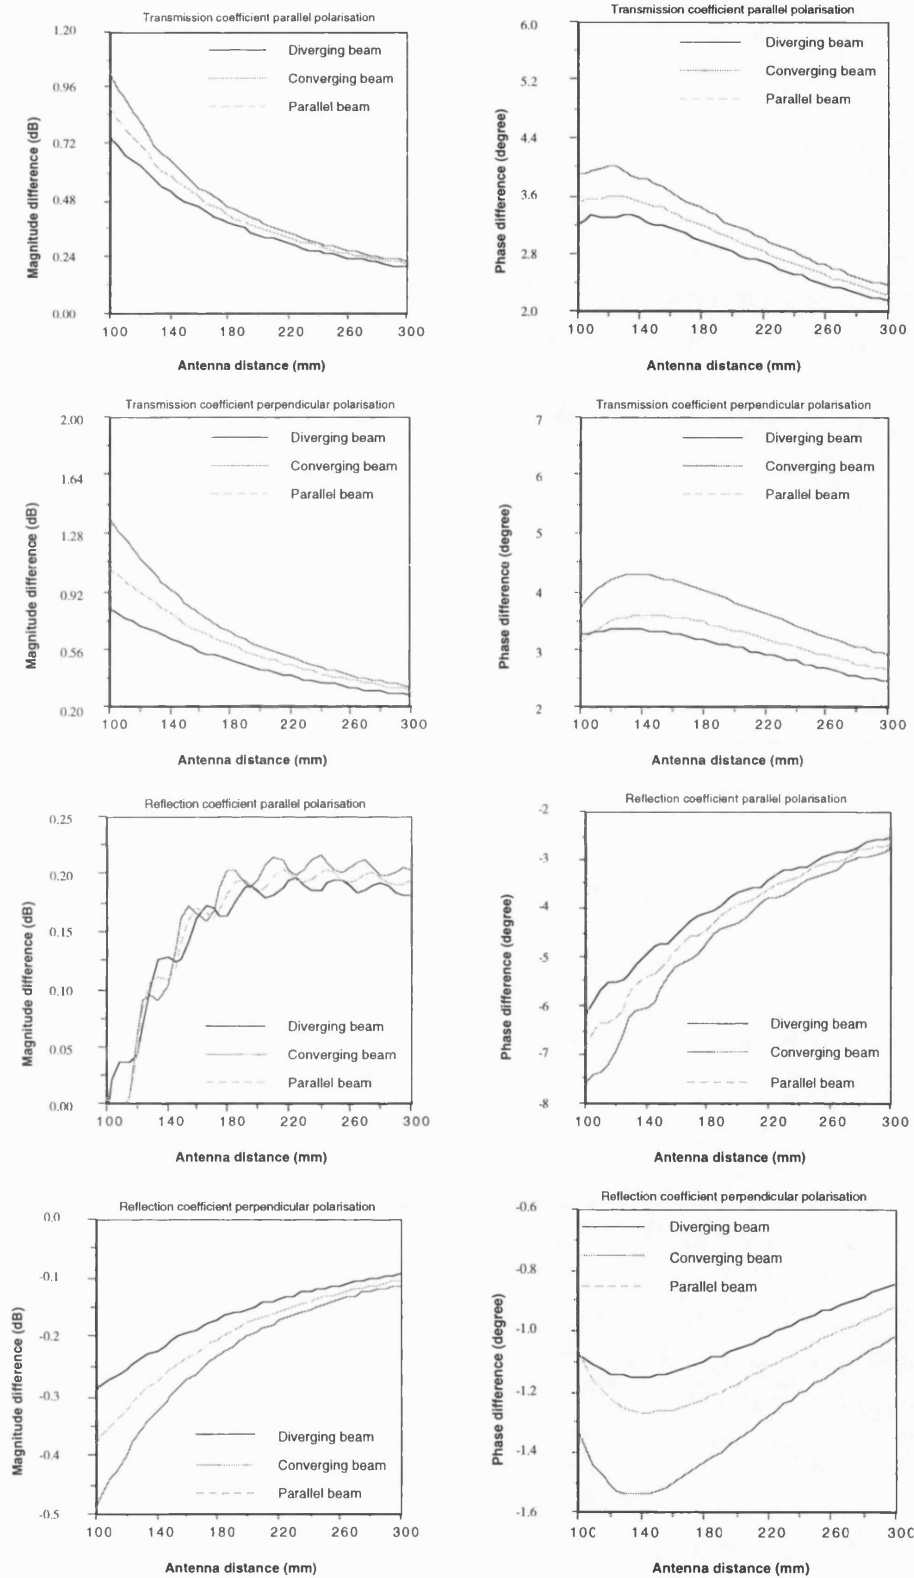 Transmission coefficient parallel polarisation
1.20
0.96
0.72
0.48
0.24
0.00
Magnitude difference (dB)
Diverging beam
Converging beam
Parallel beam
100 140 180 220 260 300
Antenna distance (mm)
Transmission coefficient parallel polarisation
6.0
5.2
4.4
3.6
2.8
2.0
Phase difference (degree)
Diverging beam
Converging beam
Parallel beam
100 140 180 220 260 300
Antenna distance (mm)
Transmission coefficient perpendicular polarisation
2.00
1.64
1.28
0.92
0.56
0.20
Magnitude difference (dB)
Diverging beam
Converging beam
Parallel beam
100 140 180 220 260 300
Antenna distance (mm)
Transmission coefficient perpendicular polarisation
7
6
5
4
3
2
Phase difference (degree)
Diverging beam
Converging beam
Parallel beam
100 140 180 220 260 300
Antenna distance (mm)
Reflection coefficient parallel polarisation
0.25
0.20
0.15
0.10
0.05
0.00
Magnitude difference (dB)
Diverging beam
Converging beam
Parallel beam
100 140 180 220 260 300
Antenna distance (mm)
Reflection coefficient parallel polarisation
-2
-3
-4
-5
-6
-7
-8
Phase difference (degree)
Diverging beam
Converging beam
Parallel beam
100 140 180 220 260 300
Antenna distance (mm)
Reflection coefficient perpendicular polarisation
0.0
-0.1
-0.2
-0.3
-0.4
-0.5
Magnitude difference (dB)
Diverging beam
Converging beam
Parallel beam
100 140 180 220 260 300
Antenna distance (mm)
Reflection coefficient perpendicular polarisation
-0.6
-0.8
-1.0
-1.2
-1.4
-1.6
Phase difference (degree)
Diverging beam
Converging beam
Parallel beam
100 140 180 220 260 300
Antenna distance (mm)